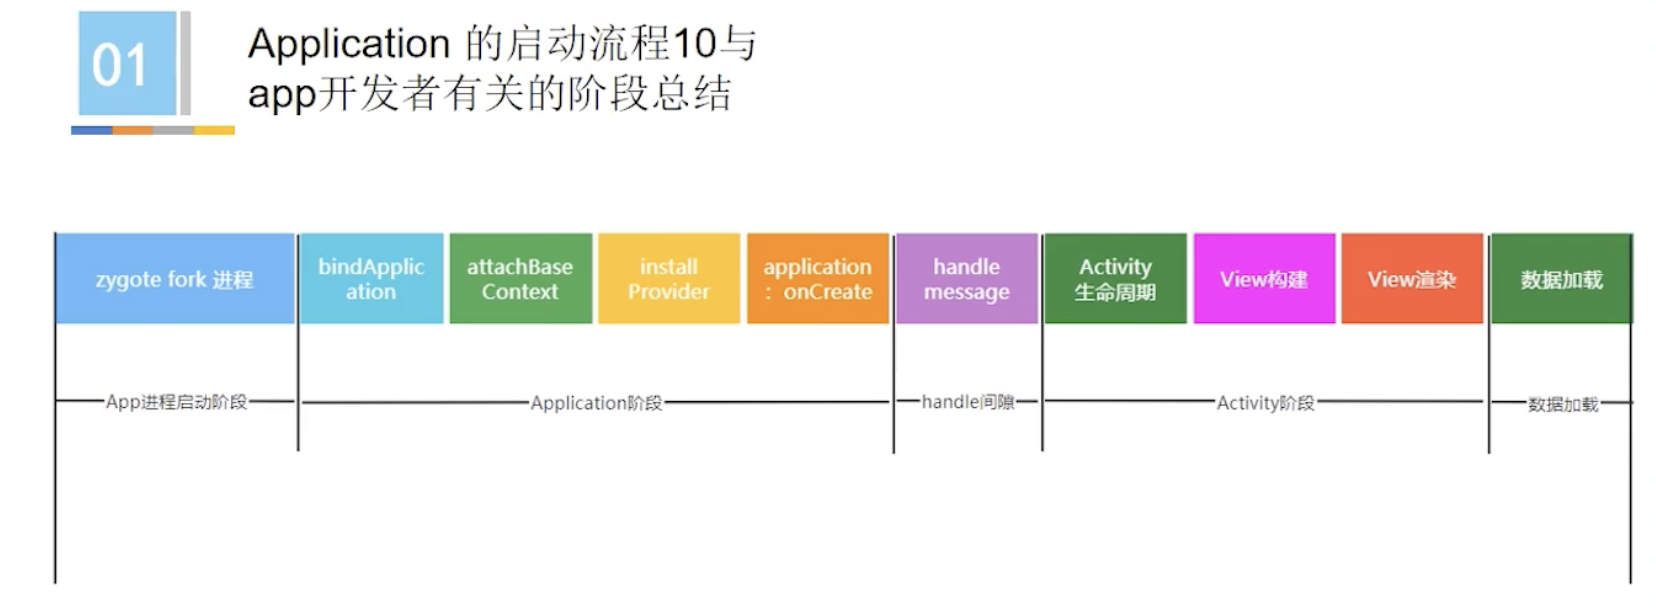 01
Application 的启动流程10与
app开发者有关的阶段总结
zygote fork 进程
bindApplic
ation
attachBase
Context
install
Provider
application
：onCreate
handle
message
Activity
生命周期
View构建
View渲染
数据加载
App进程启动阶段
Application阶段
handle间隙
Activity阶段
数据加载